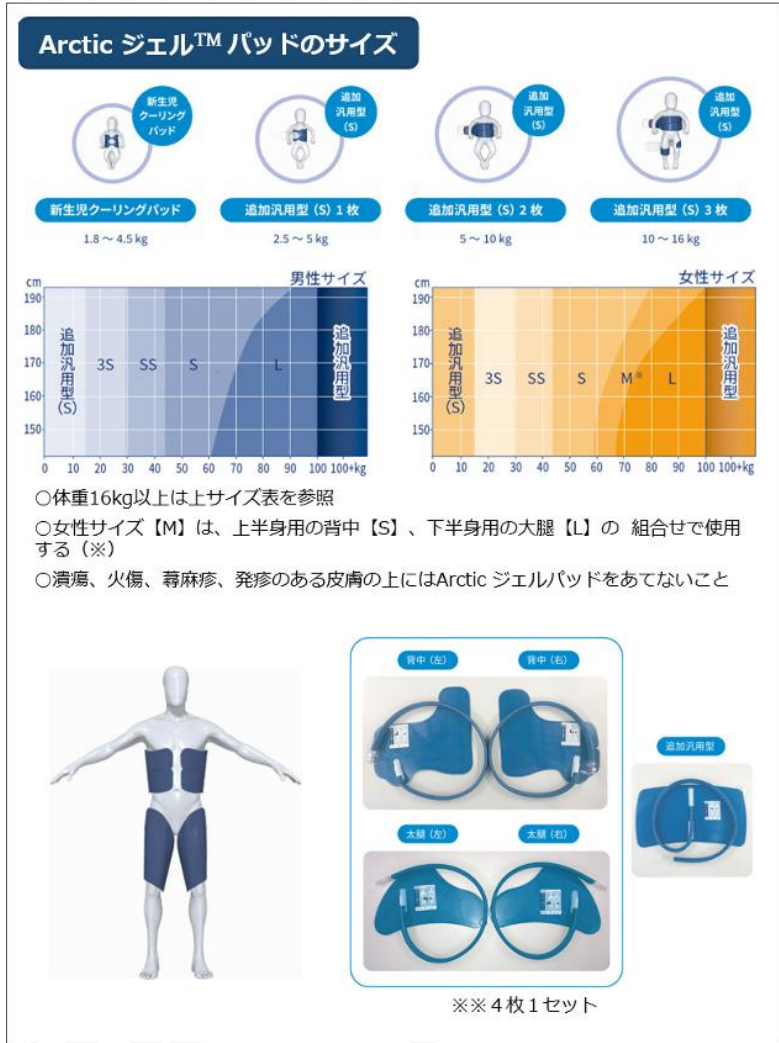 Arctic ジェル™ パッドのサイズ
新生児
クーリング
パッド
追加
汎用型
(S)
追加
汎用型
(S)
追加
汎用型
(S)
新生児クーリングパッド
追加汎用型 (S) 1 枚
追加汎用型 (S) 2 枚
追加汎用型 (S) 3 枚
1.8 ～ 4.5 kg
2.5 ～ 5 kg
5 ～ 10 kg
10 ～ 16 kg
男性サイズ
cm
190
180
170
160
150
追加汎用型(S)
3S
SS
S
L
追加汎用型
0 10 20 30 40 50 60 70 80 90 100 100+kg
女性サイズ
cm
190
180
170
160
150
追加汎用型(S)
3S
SS
S
M※
L
追加汎用型
0 10 20 30 40 50 60 70 80 90 100 100+kg
○体重16kg以上は上サイズ表を参照
○女性サイズ【M】は、上半身用の背中【S】、下半身用の大腿【L】の 組合せで使用
する（※）
○潰瘍、火傷、蕁麻疹、発疹のある皮膚の上にはArctic ジェルパッドをあてないこと
背中 (左)
背中 (右)
追加汎用型
太腿 (左)
太腿 (右)
※※４枚１セット